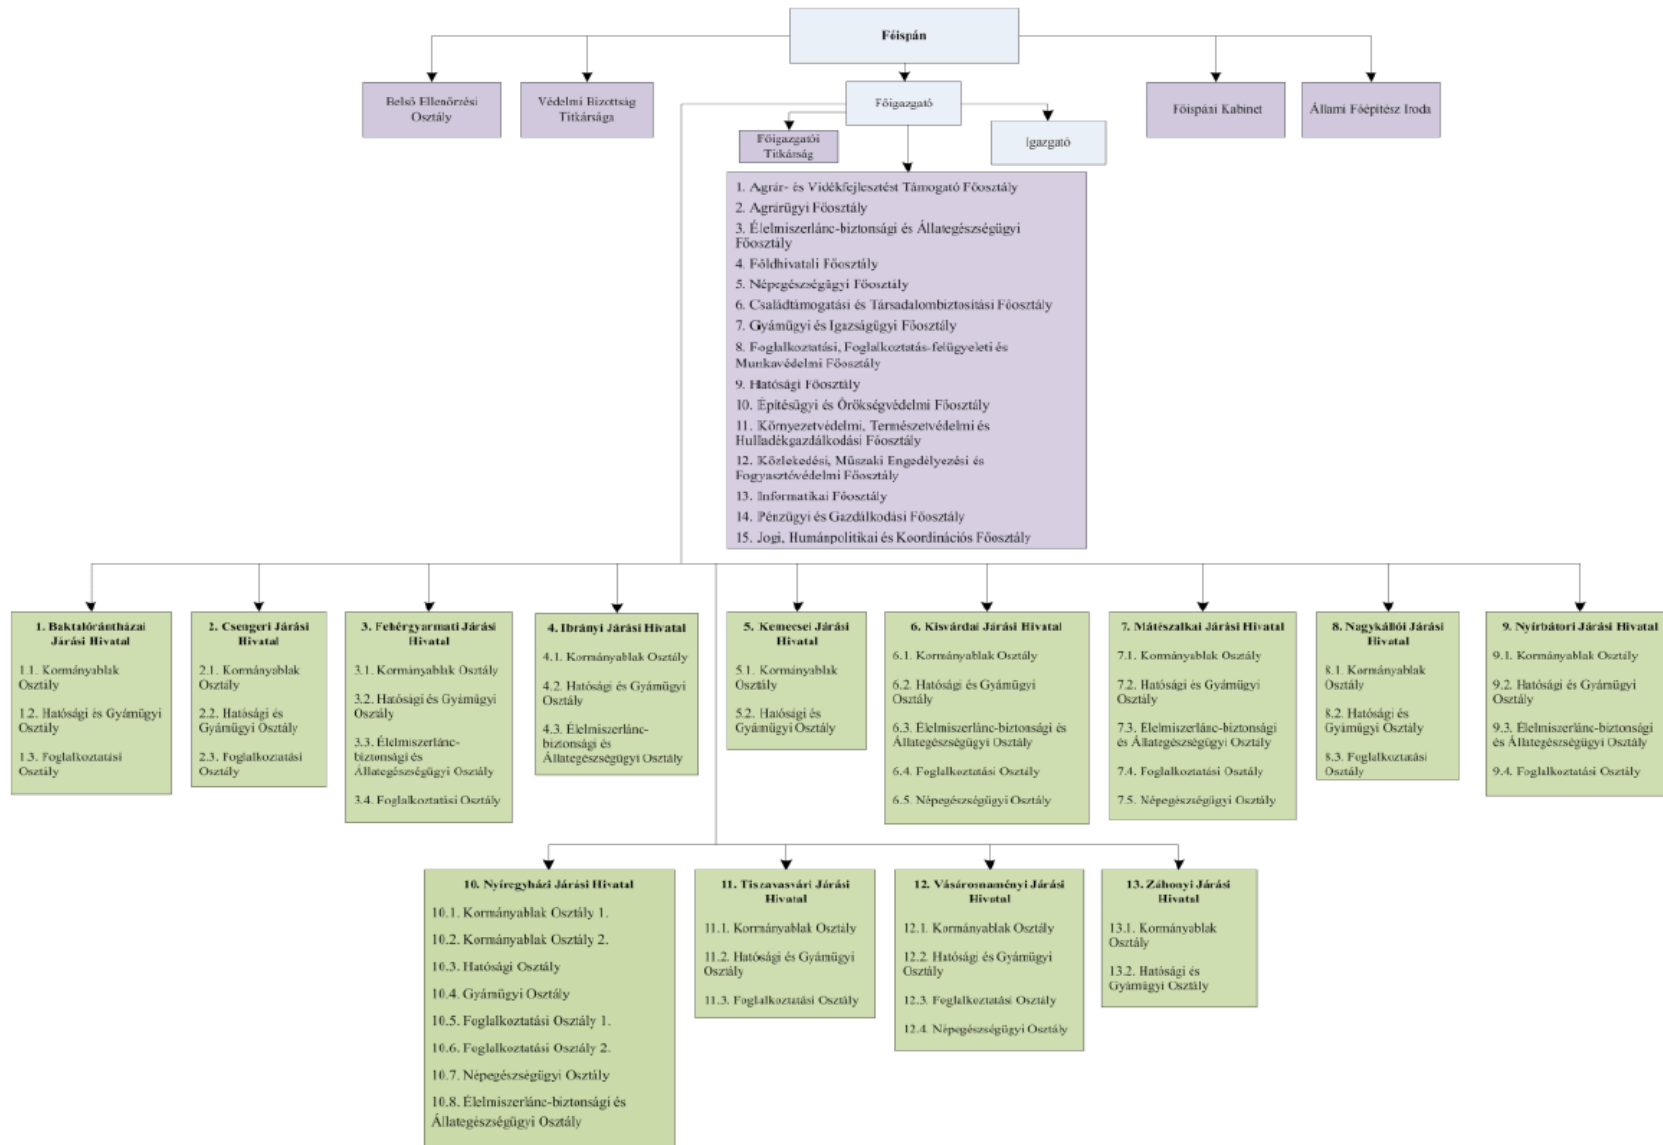 Főispán
Belső Ellenőrzési
Osztály
Védelmi Bizottság
Titkársága
Főigazgató
Főispáni Kabinet
Állami Főépítész Iroda
Főigazgatói
Titkárság
Igazgató
1. Agrár- és Vidékfejlesztést Támogató Főosztály
2. Agrárügyi Főosztály
3. Élelmiszerlánc-biztonsági és Állategészségügyi
Főosztály
4. Földhivatali Főosztály
5. Népegészségügyi Főosztály
6. Családtámogatási és Társadalombiztosítási Főosztály
7. Gyámügyi és Igazságügyi Főosztály
8. Foglalkoztatási, Foglalkoztatás-felügyeleti és
Munkavédelmi Főosztály
9. Hatósági Főosztály
10. Építésügyi és Örökségvédelmi Főosztály
11. Környezetvédelmi, Természetvédelmi és
Hulladékgazdálkodási Főosztály
12. Közlekedési, Műszaki Engedélyezési és
Fogyasztóvédelmi Főosztály
13. Informatikai Főosztály
14. Pénzügyi és Gazdálkodási Főosztály
15. Jogi, Humánpolitikai és Koordinációs Főosztály
1. Baktalórántházai
Járási Hivatal
1.1. Kormányablak
Osztály
1.2. Hatósági és Gyámügyi
Osztály
1.3. Foglalkoztatási
Osztály
2. Csengeri Járási
Hivatal
2.1. Kormányablak
Osztály
2.2. Hatósági és
Gyámügyi Osztály
2.3. Foglalkoztatási
Osztály
3. Fehérgyarmati Járási
Hivatal
3.1. Kormányablak Osztály
3.2. Hatósági és Gyámügyi
Osztály
3.3. Élelmiszerlánc-
biztonsági és
Állategészségügyi Osztály
3.4. Foglalkoztatási Osztály
4. Ibrányi Járási Hivatal
4.1. Kormányablak Osztály
4.2. Hatósági és Gyámügyi
Osztály
4.3. Élelmiszerlánc-
biztonsági és
Állategészségügyi Osztály
5. Kemecsei Járási
Hivatal
5.1. Kormányablak
Osztály
5.2. Hatósági és
Gyámügyi Osztály
6. Kisvárdai Járási Hivatal
6.1. Kormányablak Osztály
6.2. Hatósági és Gyámügyi
Osztály
6.3. Élelmiszerlánc-biztonsági és
Állategészségügyi Osztály
6.4. Foglalkoztatási Osztály
6.5. Népegészségügyi Osztály
7. Mátészalkai Járási Hivatal
7.1. Kormányablak Osztály
7.2. Hatósági és Gyámügyi
Osztály
7.3. Élelmiszerlánc-biztonsági
és Állategészségügyi Osztály
7.4. Foglalkoztatási Osztály
7.5. Népegészségügyi Osztály
8. Nagykállói Járási
Hivatal
8.1. Kormányablak
Osztály
8.2. Hatósági és
Gyámügyi Osztály
8.3. Foglalkoztatási
Osztály
9. Nyírbátori Járási Hivatal
9.1. Kormányablak Osztály
9.2. Hatósági és Gyámügyi
Osztály
9.3. Élelmiszerlánc-biztonsági
és Állategészségügyi Osztály
9.4. Foglalkoztatási Osztály
10. Nyíregyházi Járási Hivatal
10.1. Kormányablak Osztály 1.
10.2. Kormányablak Osztály 2.
10.3. Hatósági Osztály
10.4. Gyámügyi Osztály
10.5. Foglalkoztatási Osztály 1.
10.6. Foglalkoztatási Osztály 2.
10.7. Népegészségügyi Osztály
10.8. Élelmiszerlánc-biztonsági és
Állategészségügyi Osztály
11. Tiszavasvári Járási
Hivatal
11.1. Kormányablak Osztály
11.2. Hatósági és Gyámügyi
Osztály
11.3. Foglalkoztatási Osztály
12. Vásárosnaményi Járási
Hivatal
12.1. Kormányablak Osztály
12.2. Hatósági és Gyámügyi
Osztály
12.3. Foglalkoztatási Osztály
12.4. Népegészségügyi Osztály
13. Záhonyi Járási
Hivatal
13.1. Kormányablak
Osztály
13.2. Hatósági és
Gyámügyi Osztály